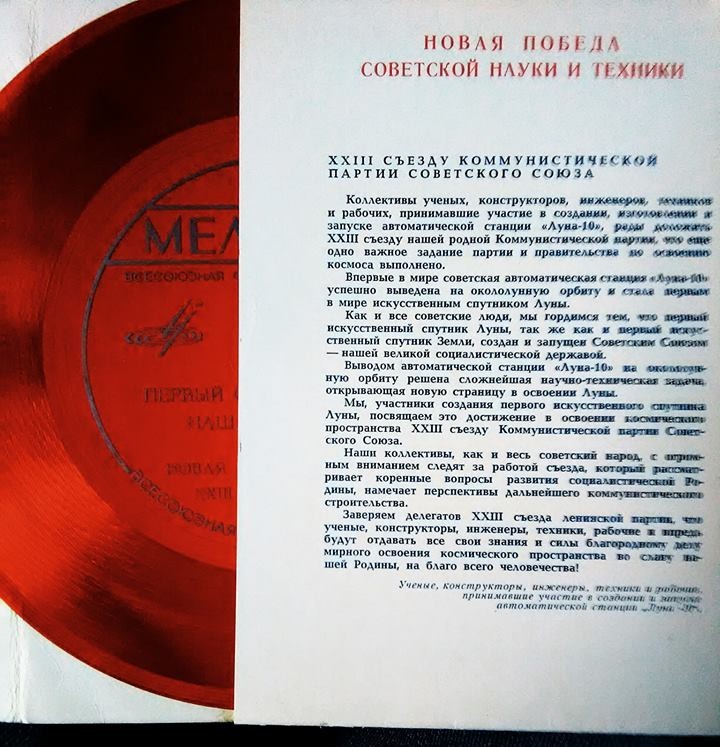 НОВАЯ ПОБЕДА
СОВЕТСКОЙ НАУКИ И ТЕХНИКИ
XXIII СЪЕЗДУ КОММУНИСТИЧЕСКОЙ
ПАРТИИ СОВЕТСКОГО СОЮЗА
Коллективы ученых, конструкторов, инженеров, техников
и рабочих, принимавшие участие в создании, изготовлении и
запуске автоматической станции «Луна-10», рады доложить
XXIII съезду нашей родной Коммунистической партии, что еще
одно важное задание партии и правительства по освоению
космоса выполнено.
Впервые в мире советская автоматическая станция «Луна-10»
успешно выведена на окололунную орбиту и стала первым
в мире искусственным спутником Луны.
Как и все советские люди, мы гордимся тем, что первый
искусственный спутник Луны, так же как и первый искус-
ственный спутник Земли, создан и запущен Советским Союзом
— нашей великой социалистической державой.
Выводом автоматической станции «Луна-10» на окололун-
ную орбиту решена сложнейшая научно-техническая задача,
открывающая новую страницу в освоении Луны.
Мы, участники создания первого искусственного спутника
Луны, посвящаем это достижение в освоении космического
пространства XXIII съезду Коммунистической партии Совет-
ского Союза.
Наши коллективы, как и весь советский народ, с огром-
ным вниманием следят за работой съезда, который рассмат-
ривает коренные вопросы развития социалистической Ро-
дины, намечает перспективы дальнейшего коммунистического
строительства.
Заверяем делегатов XXIII съезда ленинской партии, что
ученые, конструкторы, инженеры, техники, рабочие и впредь
будут отдавать все свои знания и силы благородному делу
мирного освоения космического пространства во славу на-
шей Родины, на благо всего человечества!
Ученые, конструкторы, инженеры, техники и рабочие,
принимавшие участие в создании и запуске
автоматической станции „Луна-10“.
МЕЛ
ВСЕСОЮЗНАЯ
ПЕРВЫЙ
НАШ
НОВАЯ
XXIII
ВСЕСОЮЗНАЯ